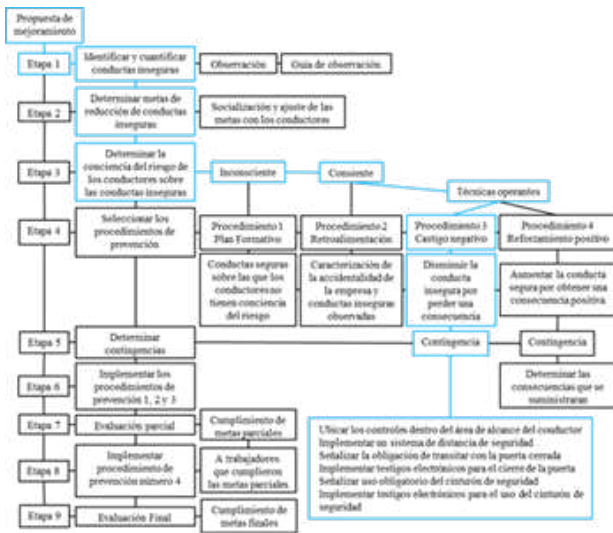 Propuesta de
mejoramiento
Etapa 1
Identificar y cuantificar
conductas inseguras
Observación
Guia de observación
Etapa 2
Determinar metas de
reducción de conductas
inseguras
Socialización y ajuste de las
metas con los conductores
Etapa 3
Determinar la
conciencia del riesgo de
los conductores sobre
las conductas inseguras
Inconsciente
Consiente
Técnicas operantes
Etapa 4
Seleccionar los
procedimientos de
prevención
Procedimiento 1
Plan Formativo
Procedimiento 2
Retroalimentación
Procedimiento 3
Castigo negativo
Procedimiento 4
Reforzamiento positivo
Conductas seguras
sobre las que los
conductores no
tienen conciencia
del riesgo
Caracterización de
la accidentalidad de
la empresa y
conductas inseguras
observadas
Disminuir la
conducta
insegura por
perder una
consecuencia
Aumentar la conducta
segura por obtener una
consecuencia positiva
Etapa 5
Determinar
contingencias
Contingencia
Contingencia
Etapa 6
Implementar los
procedimientos de
prevención 1, 2 y 3
Determinar las
consecuencias que se
suministraran
Etapa 7
Evaluación parcial
Cumplimiento de
metas parciales
Etapa 8
Implementar
procedimiento de
prevención número 4
A trabajadores
que cumplieron
las metas parciales
Ubicar los controles dentro del área de alcance del conductor
Implementar un sistema de distancia de seguridad
Señalizar la obligación de transitar con la puerta cerrada
Implementar testigos electrónicos para el cierre de la puerta
Señalizar uso obligatorio del cinturón de seguridad
Implementar testigos electrónicos para el uso del cinturón de
seguridad
Etapa 9
Evaluación Final
Cumplimiento de
metas finales